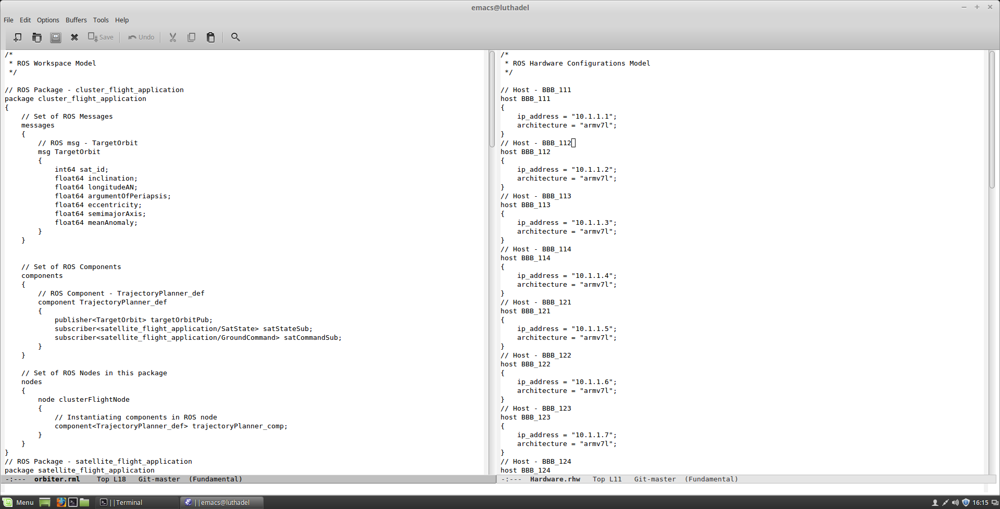 emacs@luthadel
File Edit Options Buffers Tools Help
Save Undo
/*
 * ROS Workspace Model
 */
// ROS Package - cluster_flight_application
package cluster_flight_application
{
    // Set of ROS Messages
    messages
    {
        // ROS msg - TargetOrbit
        msg TargetOrbit
        {
            int64 sat_id;
            float64 inclination;
            float64 longitudeAN;
            float64 argumentOfPeriapsis;
            float64 eccentricity;
            float64 semimajorAxis;
            float64 meanAnomaly;
        }
    }
    // Set of ROS Components
    components
    {
        // ROS Component - TrajectoryPlanner_def
        component TrajectoryPlanner_def
        {
            publisher<TargetOrbit> targetOrbitPub;
            subscriber<satellite_flight_application/SatState> satStateSub;
            subscriber<satellite_flight_application/GroundCommand> satCommandSub;
        }
    }
    // Set of ROS Nodes in this package
    nodes
    {
        node clusterFlightNode
        {
            // Instantiating components in ROS node
            component<TrajectoryPlanner_def> trajectoryPlanner_comp;
        }
    }
}
// ROS Package - satellite_flight_application
package satellite_flight_application
-:--- orbiter.rml Top L18 Git-master (Fundamental)
/*
 * ROS Hardware Configurations Model
 */
// Host - BBB_111
host BBB_111
{
    ip_address = "10.1.1.1";
    architecture = "armv7l";
}
// Host - BBB_112
host BBB_112
{
    ip_address = "10.1.1.2";
    architecture = "armv7l";
}
// Host - BBB_113
host BBB_113
{
    ip_address = "10.1.1.3";
    architecture = "armv7l";
}
// Host - BBB_114
host BBB_114
{
    ip_address = "10.1.1.4";
    architecture = "armv7l";
}
// Host - BBB_121
host BBB_121
{
    ip_address = "10.1.1.5";
    architecture = "armv7l";
}
// Host - BBB_122
host BBB_122
{
    ip_address = "10.1.1.6";
    architecture = "armv7l";
}
// Host - BBB_123
host BBB_123
{
    ip_address = "10.1.1.7";
    architecture = "armv7l";
}
// Host - BBB_124
host BBB_124
-:--- Hardware.rhw Top L11 Git-master (Fundamental)
Menu ||Terminal ||emacs@luthadel 16:15